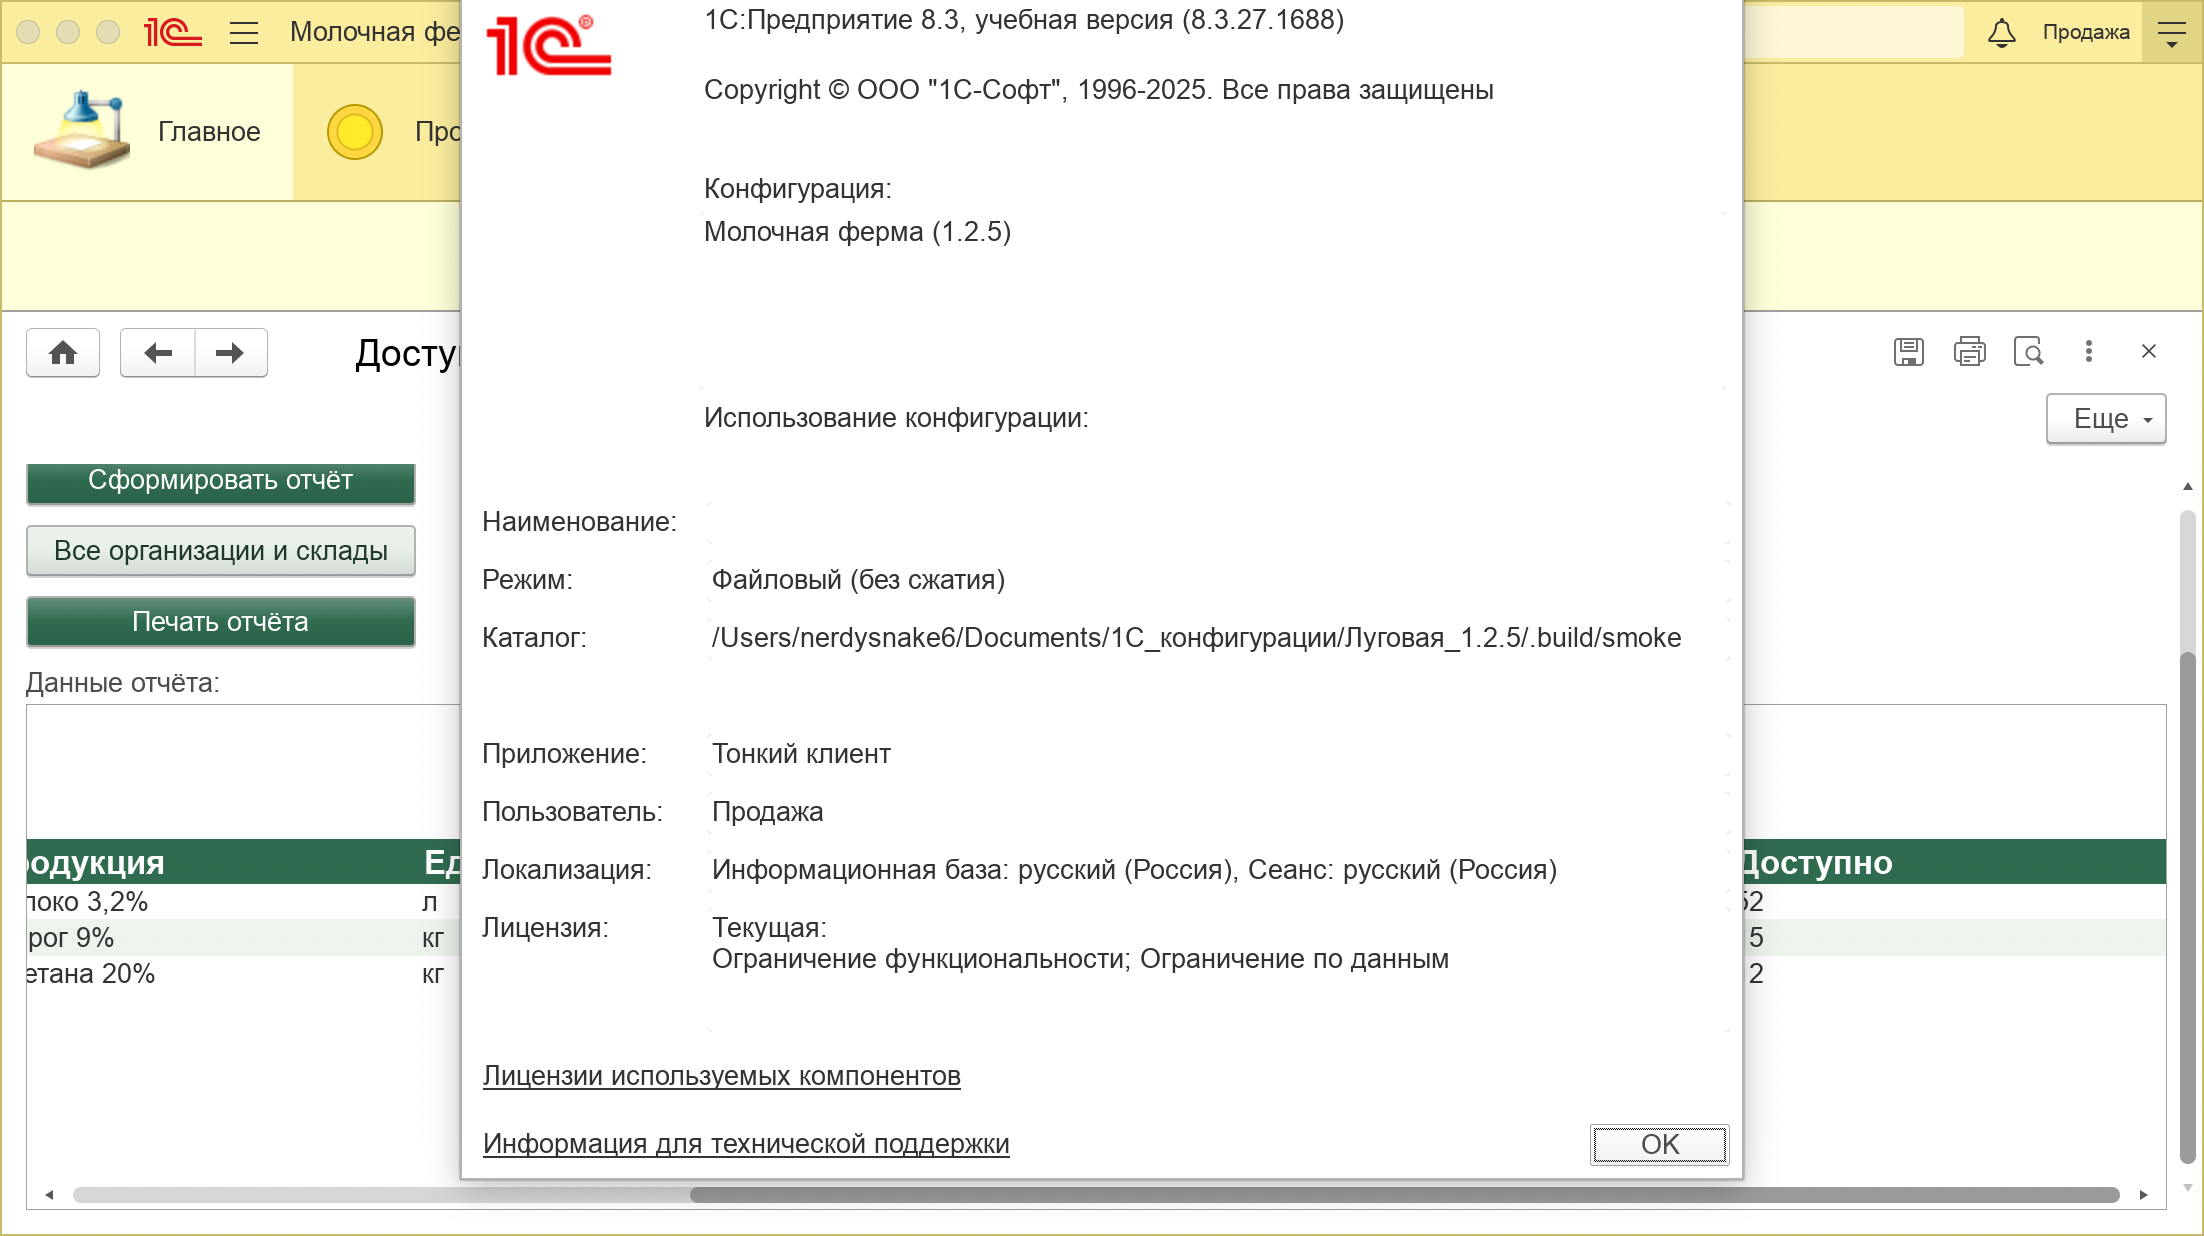 1С Молочная фе Продажа
Главное Про
1С:Предприятие 8.3, учебная версия (8.3.27.1688)
Copyright © ООО "1С-Софт", 1996-2025. Все права защищены
Конфигурация:
Молочная ферма (1.2.5)
Использование конфигурации:
Наименование:
Режим: Файловый (без сжатия)
Каталог: /Users/nerdysnake6/Documents/1С_конфигурации/Луговая_1.2.5/.build/smoke
Приложение: Тонкий клиент
Пользователь: Продажа
Локализация: Информационная база: русский (Россия), Сеанс: русский (Россия)
Лицензия: Текущая:
Ограничение функциональности; Ограничение по данным
Лицензии используемых компонентов
Информация для технической поддержки
OK
Досту
Еще
Сформировать отчёт
Все организации и склады
Печать отчёта
Данные отчёта:
одукция Ед Доступно
локо 3,2% л 52
рог 9% кг 5
етана 20% кг 2